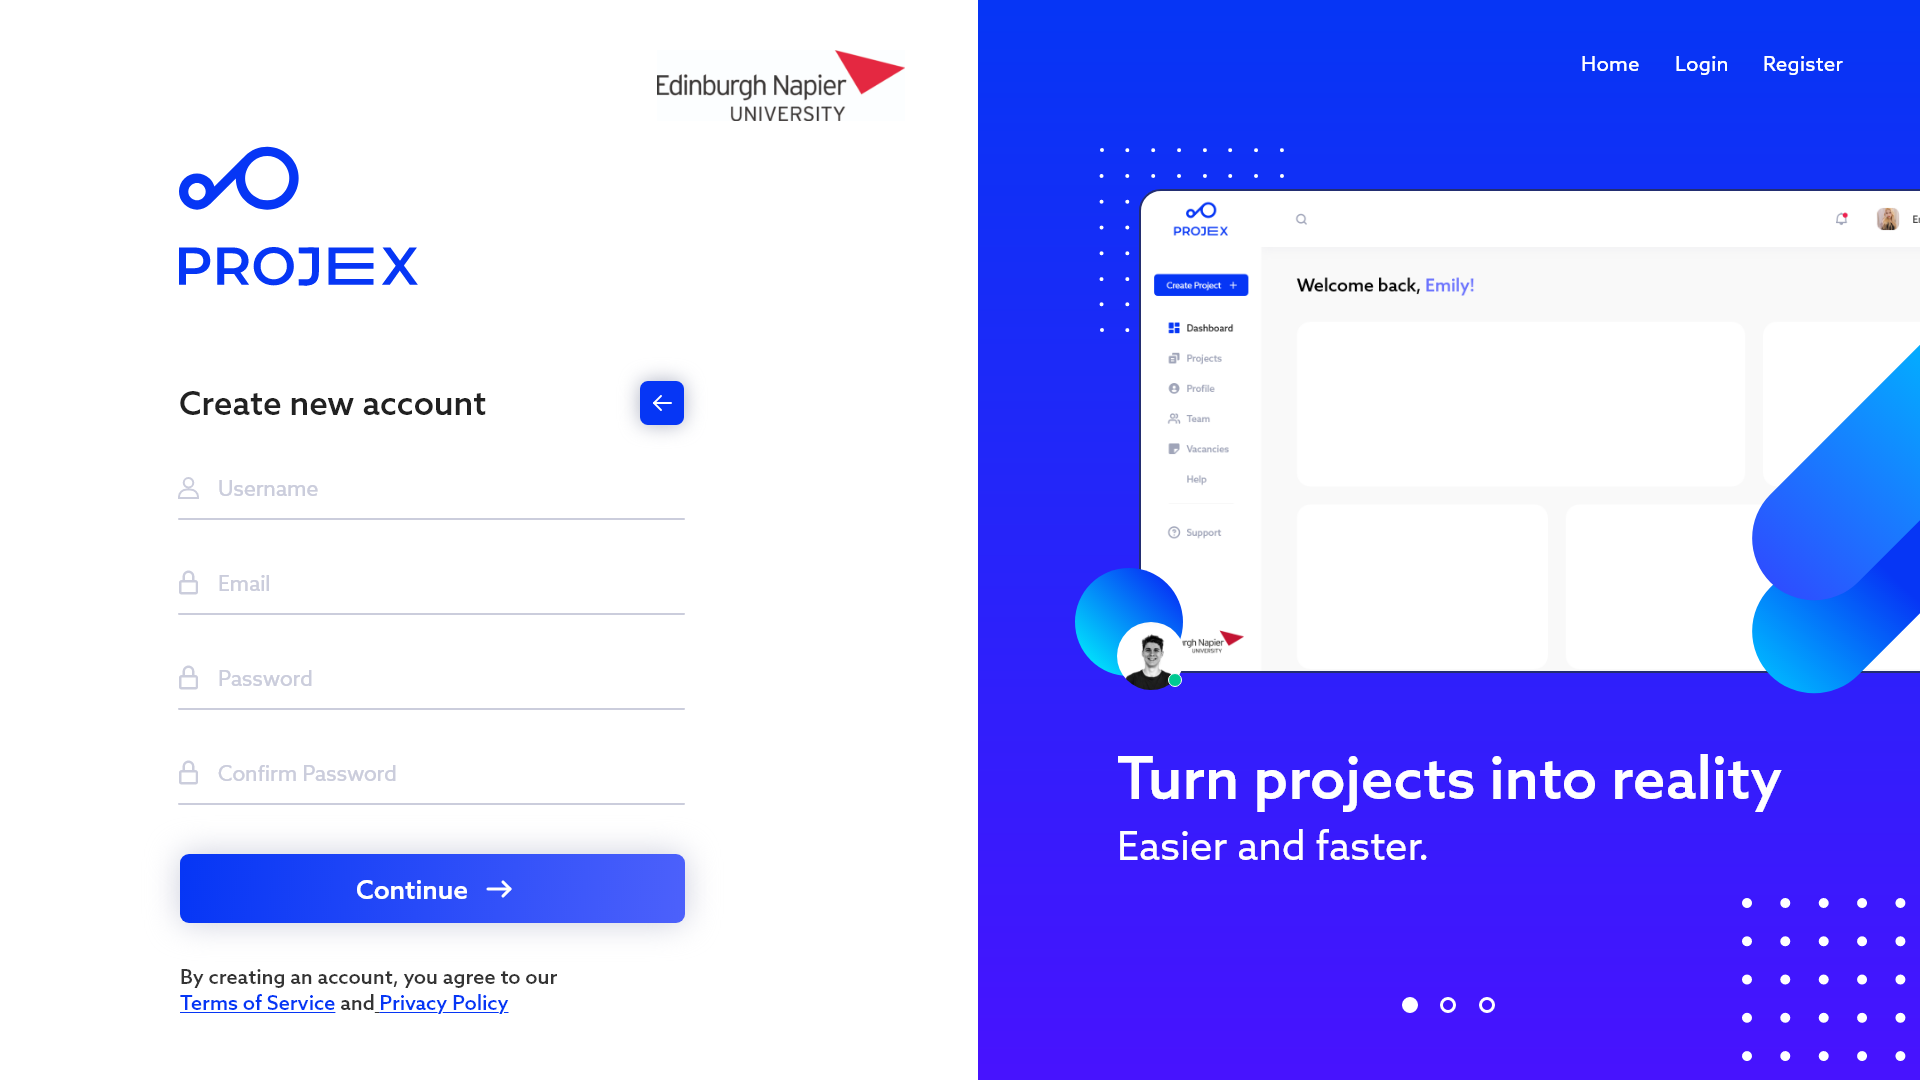 Edinburgh Napier
UNIVERSITY
PROJEX
Create new account
Username
Email
Password
Confirm Password
Continue
By creating an account, you agree to our
Terms of Service and Privacy Policy
Home Login Register
PROJEX
Create Project +
Dashboard
Projects
Profile
Team
Vacancies
Help
Support
Welcome back, Emily!
Napier
UNIVERSITY
Turn projects into reality
Easier and faster.